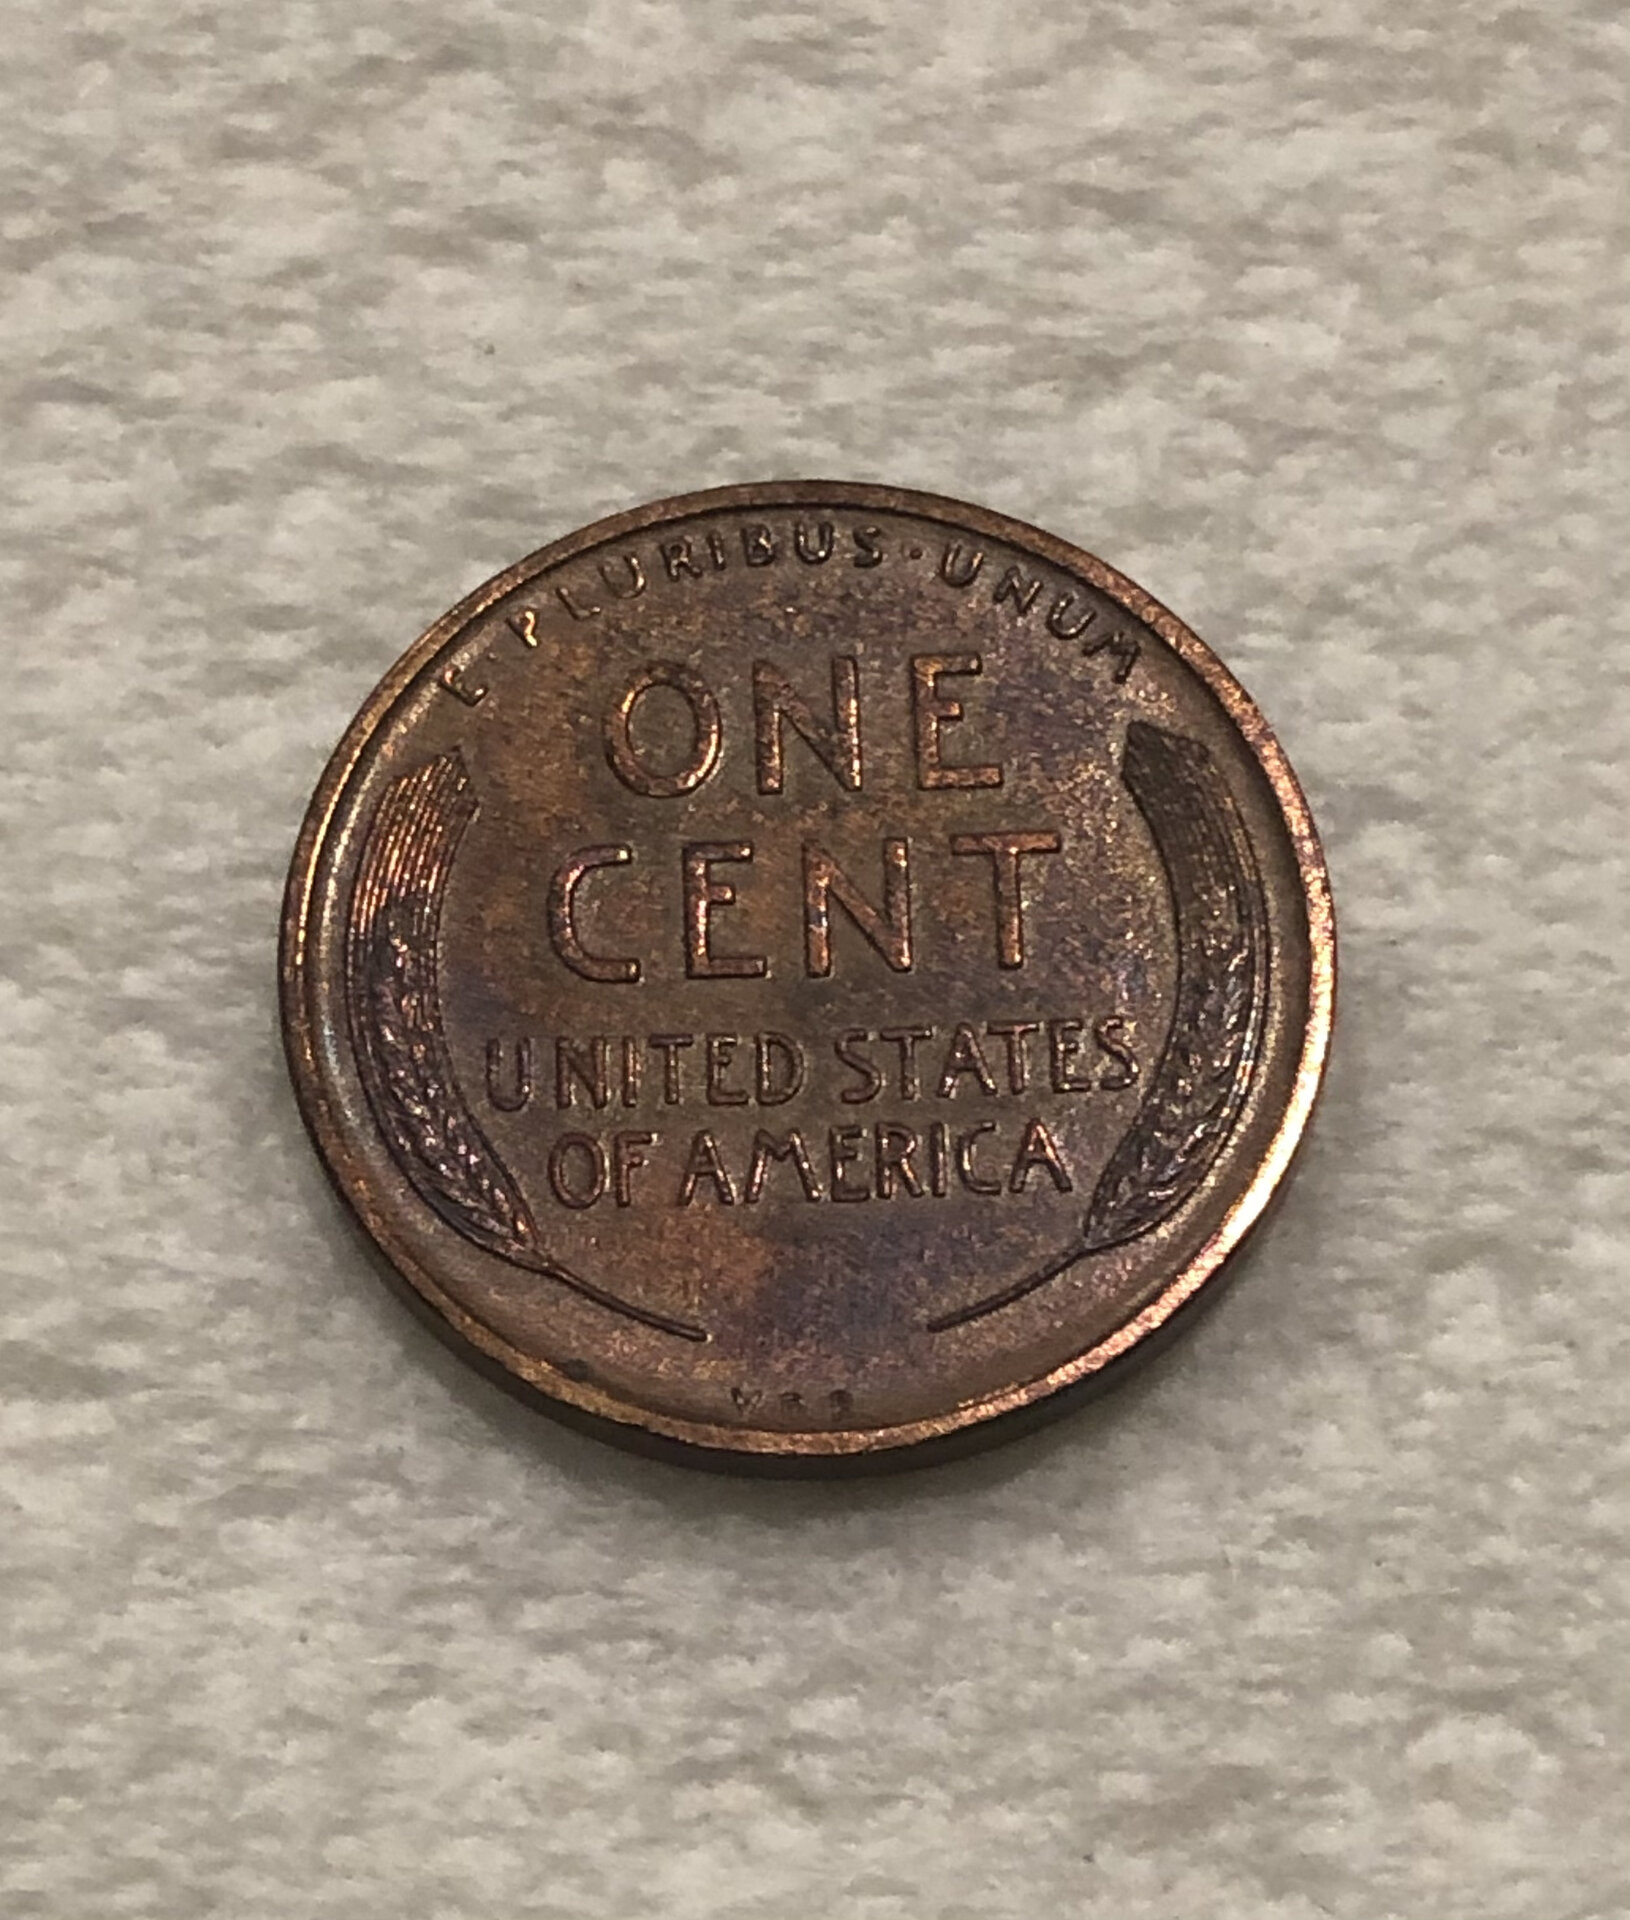 E·PLURIBUS·UNUM
ONE
CENT
UNITED STATES
OF AMERICA